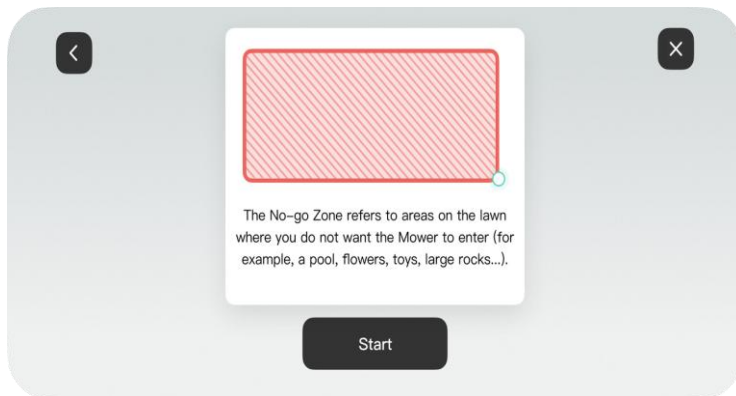 The No-go Zone refers to areas on the lawn
where you do not want the Mower to enter (for
example, a pool, flowers, toys, large rocks...).
Start